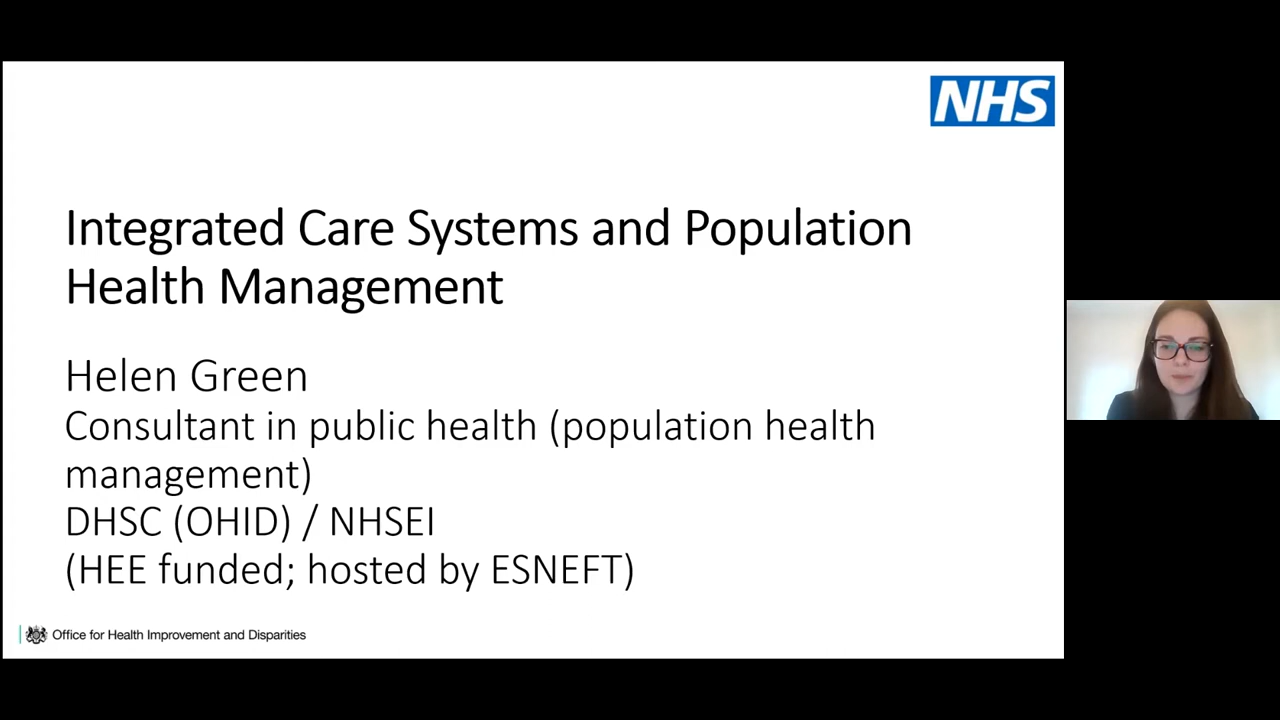 NHS
Integrated Care Systems and Population
Health Management
Helen Green
Consultant in public health (population health
management)
DHSC (OHID) / NHSEI
(HEE funded; hosted by ESNEFT)
Office for Health Improvement and Disparities